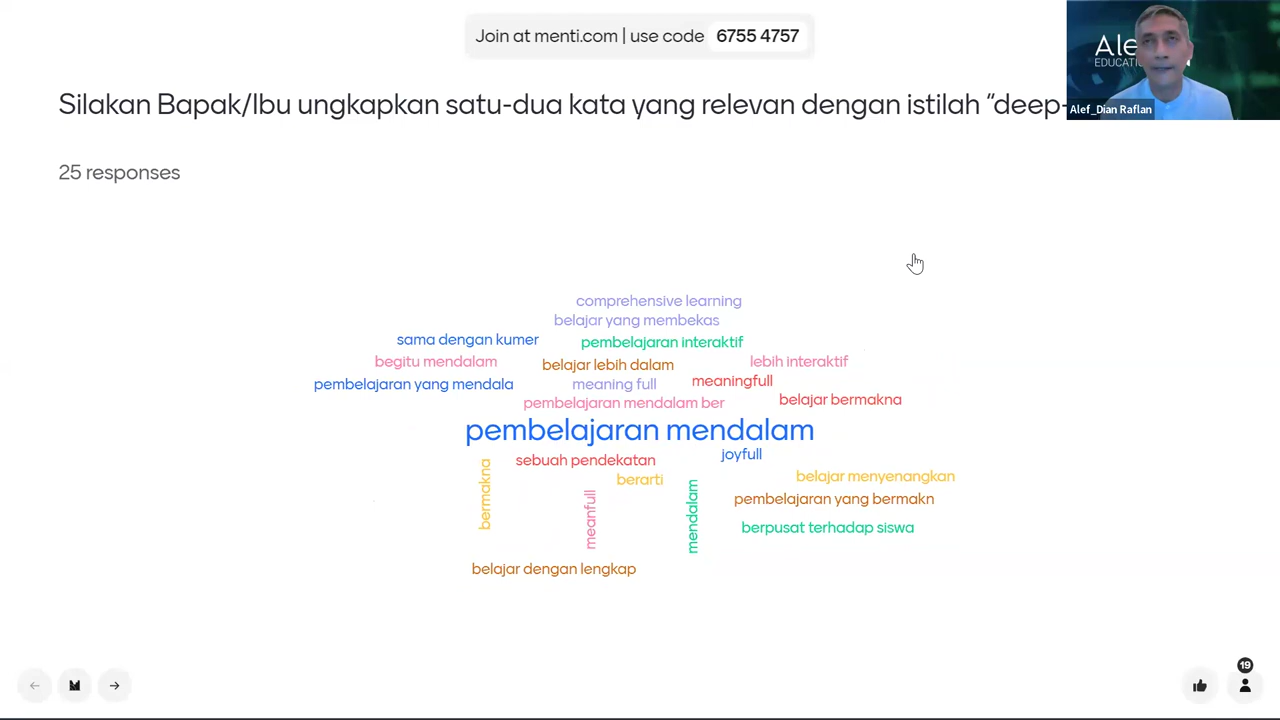 Join at menti.com | use code 6755 4757
Ale
EDUCATI
Alef_Dian Raflan
Silakan Bapak/Ibu ungkapkan satu-dua kata yang relevan dengan istilah “deep-
25 responses
comprehensive learning
belajar yang membekas
sama dengan kumer
pembelajaran interaktif
begitu mendalam
belajar lebih dalam
lebih interaktif
pembelajaran yang mendala
meaning full
meaningfull
pembelajaran mendalam ber
belajar bermakna
pembelajaran mendalam
sebuah pendekatan
joyfull
bermakna
berarti
belajar menyenangkan
meanfull
mendalam
pembelajaran yang bermakn
berpusat terhadap siswa
belajar dengan lengkap
19